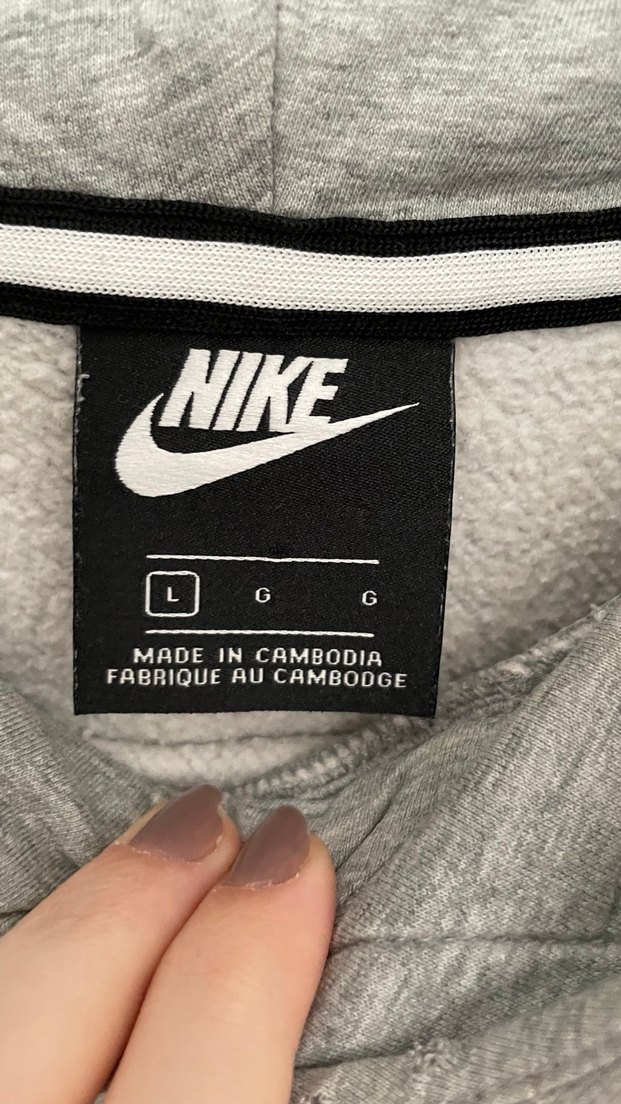 NIKE
L G G
MADE IN CAMBODIA
FABRIQUE AU CAMBODGE